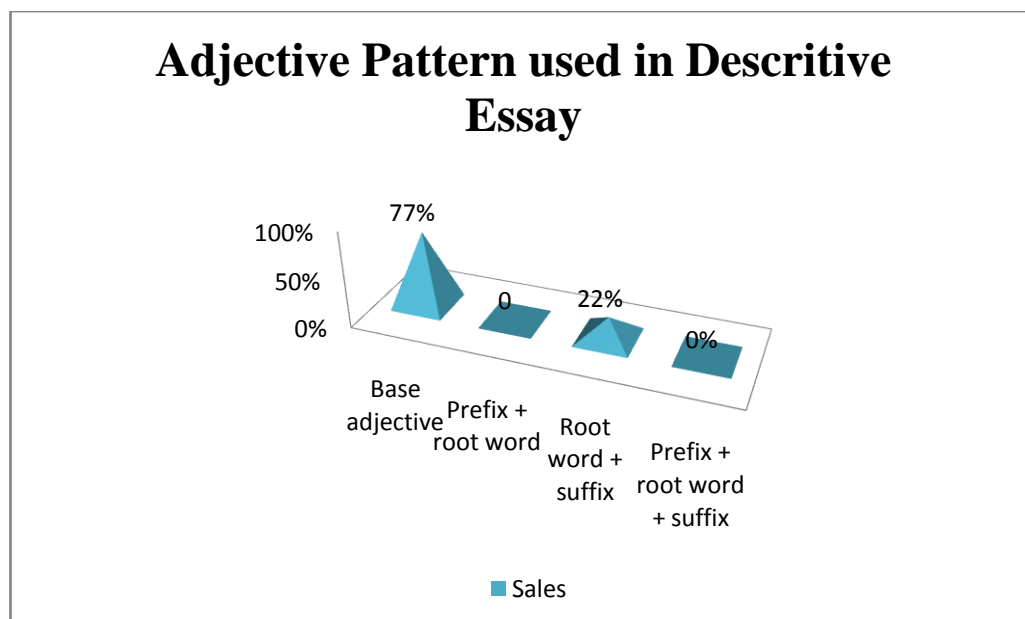 Adjective Pattern used in Descritive
Essay
77%
100%
50%
0%
0
22%
0%
Base
adjective
Prefix +
root word
Root
word +
suffix
Prefix +
root word
+ suffix
Sales